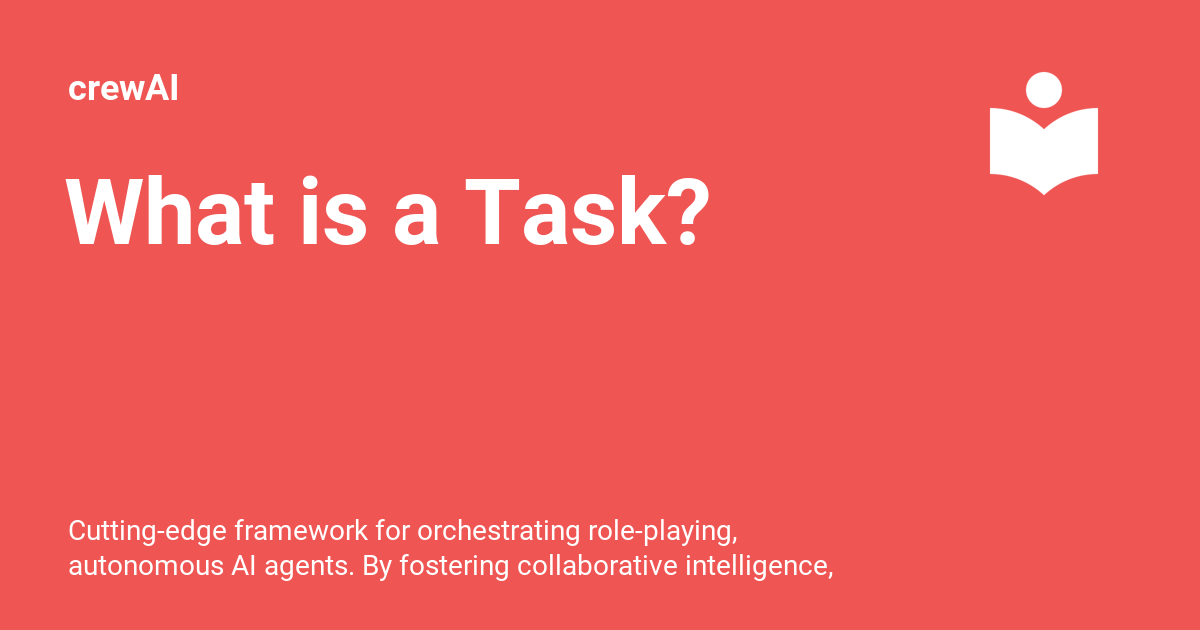 crewAI
What is a Task?
Cutting-edge framework for orchestrating role-playing,
autonomous AI agents. By fostering collaborative intelligence,